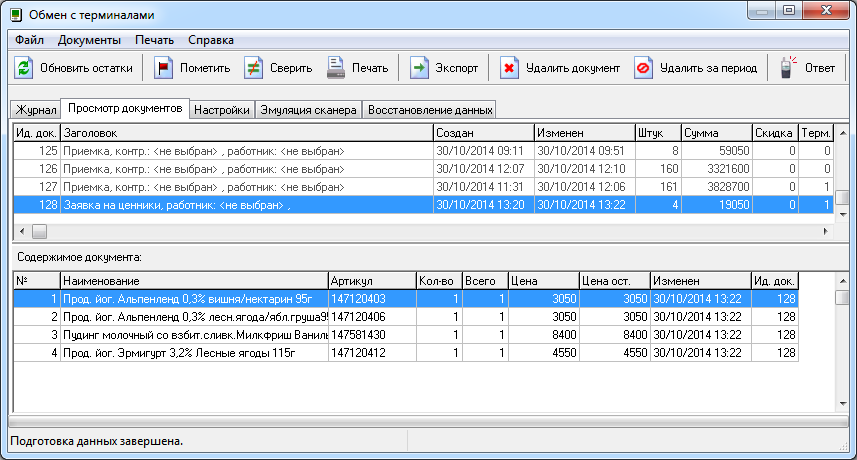 Обмен с терминалами
Файл Документы Печать Справка
Обновить остатки Пометить Сверить Печать Экспорт Удалить документ Удалить за период Ответ
Журнал Просмотр документов Настройки Эмуляция сканера Восстановление данных
Ид. док. Заголовок Создан Изменен Штук Сумма Скидка Терм.
125 Приемка, контр.: <не выбран> , работник: <не выбран> 30/10/2014 09:11 30/10/2014 09:51 8 59050 0 0
126 Приемка, контр.: <не выбран> , работник: <не выбран> 30/10/2014 12:07 30/10/2014 12:10 160 3321600 0 0
127 Приемка, контр.: <не выбран> , работник: <не выбран> 30/10/2014 11:31 30/10/2014 12:06 161 3828700 0 1
128 Заявка на ценники, работник: <не выбран> , 30/10/2014 13:20 30/10/2014 13:22 4 19050 0 1
Содержимое документа:
№ Наименование Артикул Кол-во Всего Цена Цена ост. Изменен Ид. док.
1 Прод. йог. Альпенленд 0,3% вишня/нектарин 95г 147120403 1 1 3050 3050 30/10/2014 13:22 128
2 Прод. йог. Альпенленд 0,3% лесн.ягода/ябл.груша95 147120406 1 1 3050 3050 30/10/2014 13:22 128
3 Пудинг молочный со взбит.сливк.Милкфриш Ваниль 147581430 1 1 8400 8400 30/10/2014 13:22 128
4 Прод. йог. Эрмигурт 3,2% Лесные ягоды 115г 147120412 1 1 4550 4550 30/10/2014 13:22 128
Подготовка данных завершена.